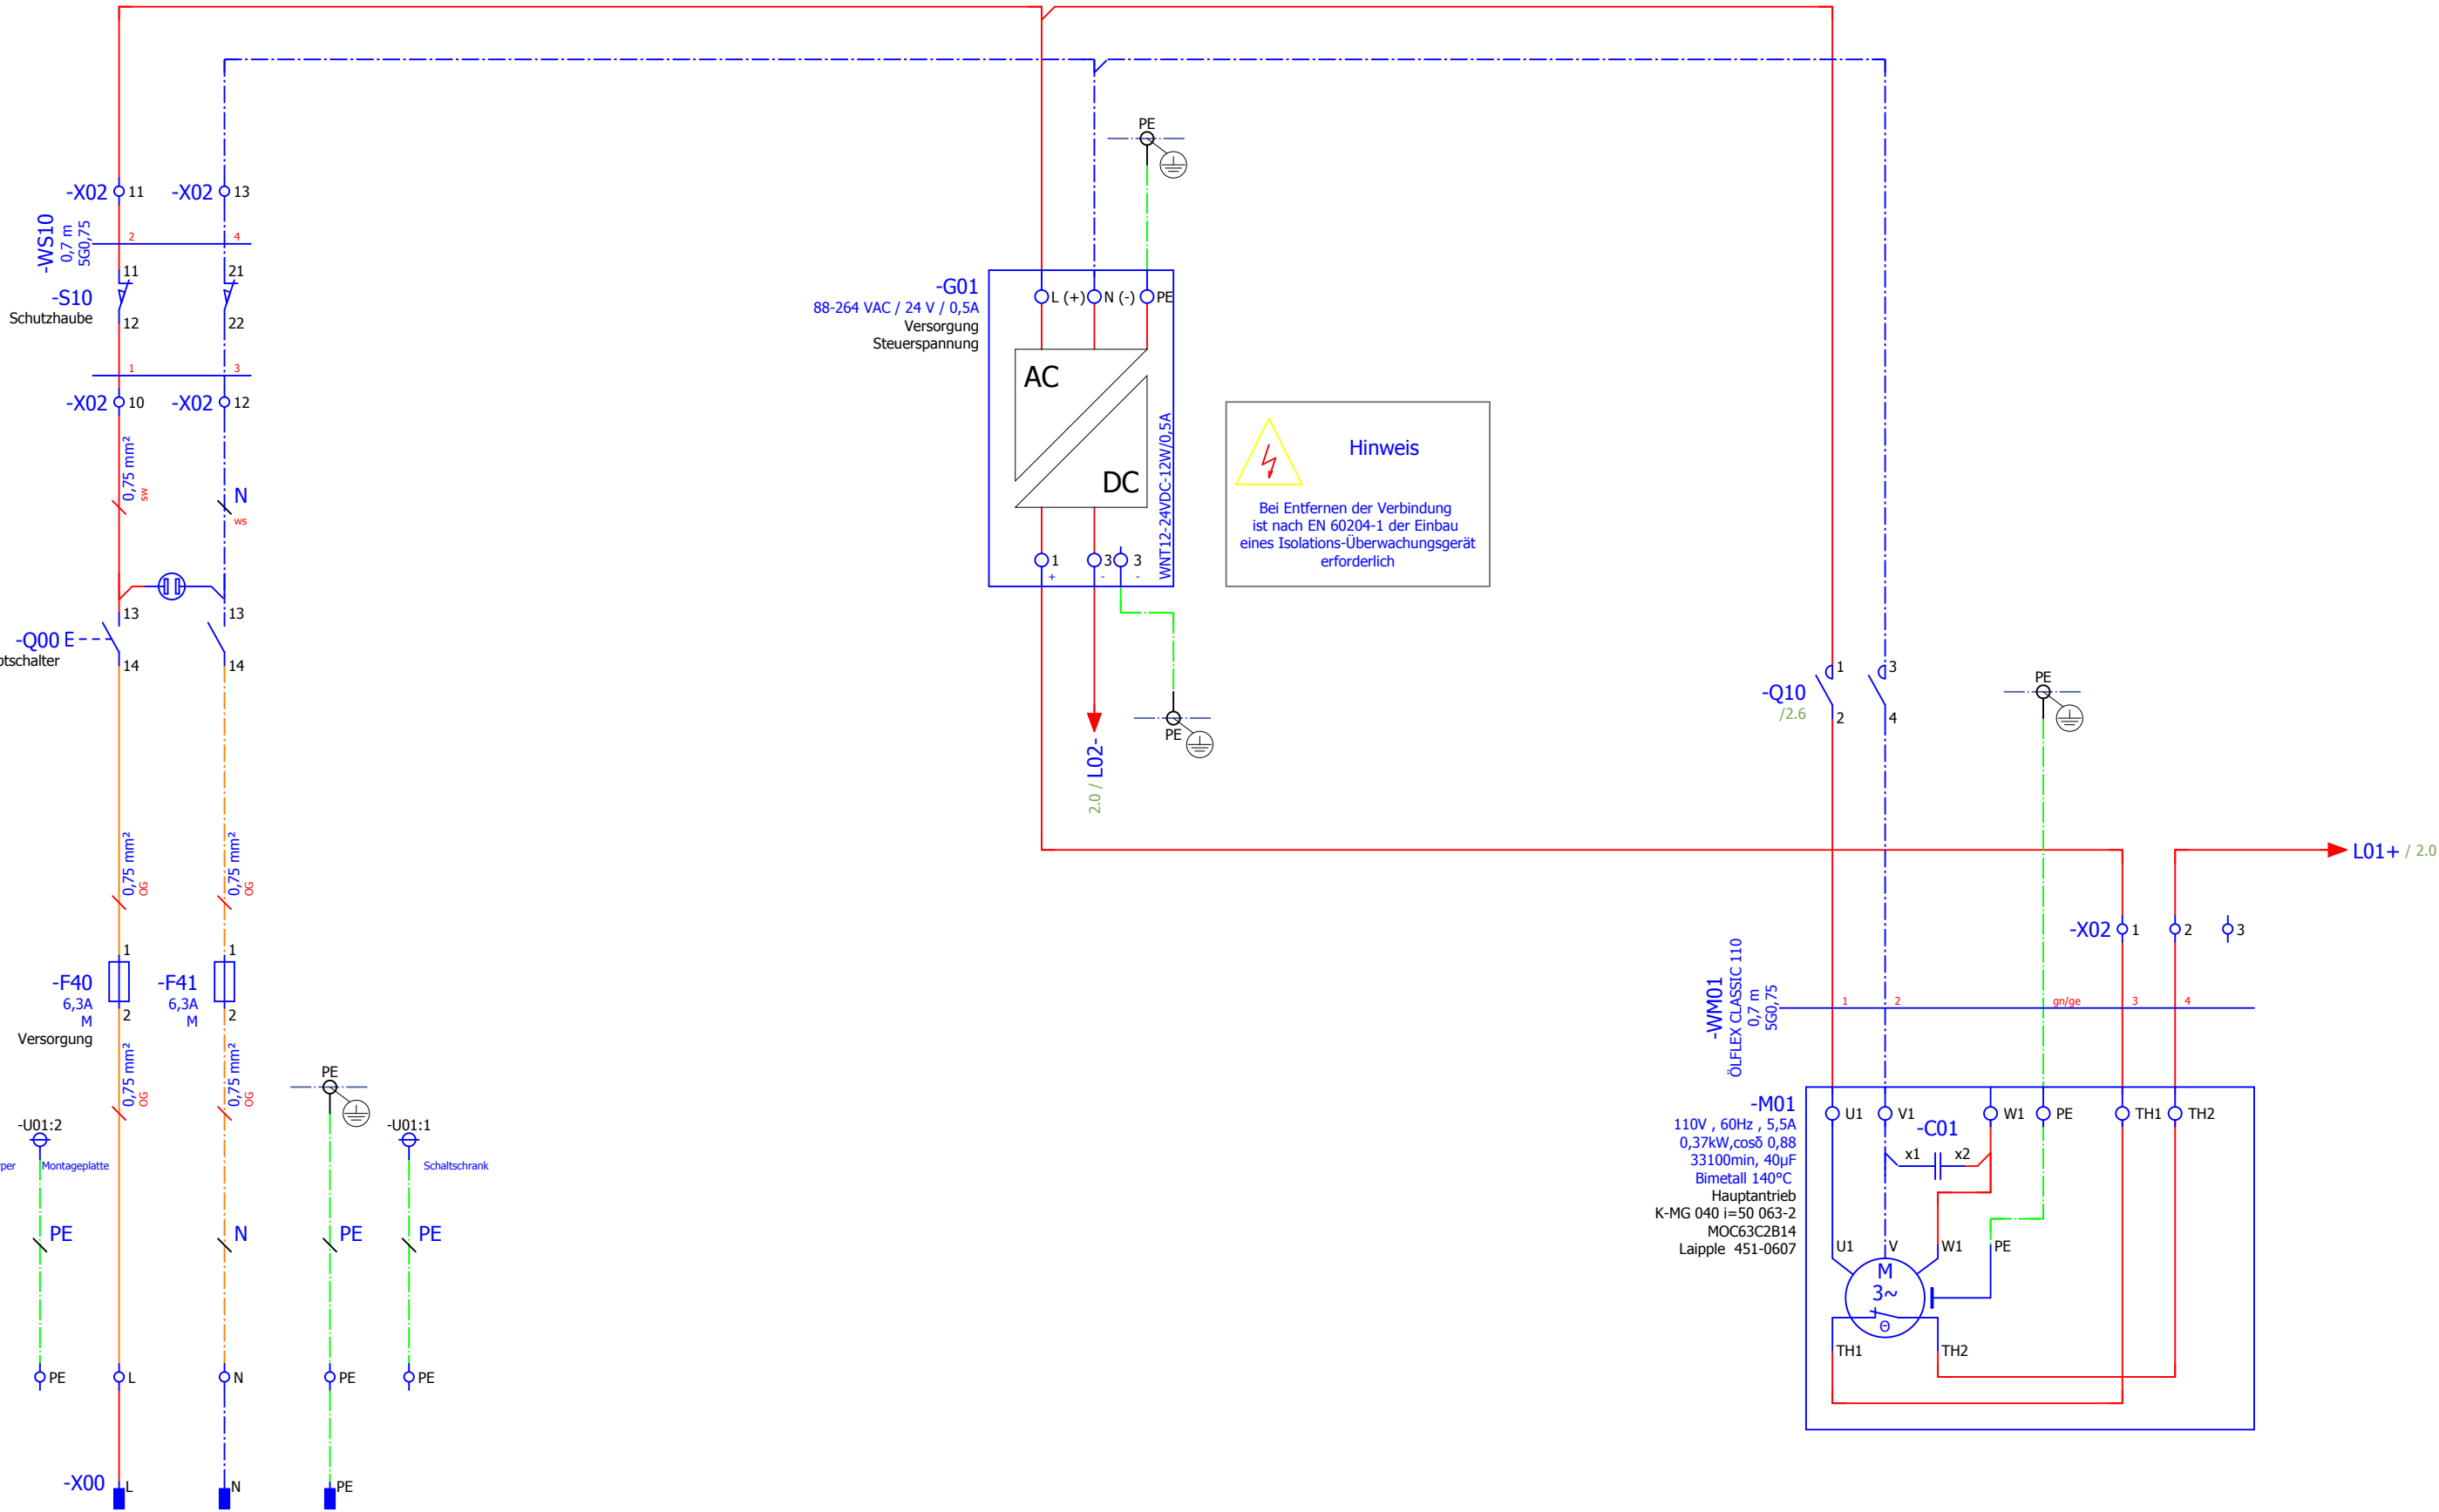 -X02 11
-X02 13
-WS10
0,7 m
5G0,75
2
4
11
21
-S10
Schutzhaube
12
22
1
3
-X02 10
-X02 12
0,75 mm²
sw
N
ws
13
13
-Q00 E
14
14
0,75 mm²
OG
0,75 mm²
OG
1
1
-F40
6,3A
M
Versorgung
2
-F41
6,3A
M
2
0,75 mm²
OG
0,75 mm²
OG
PE
-U01:2
Montageplatte
-U01:1
Schaltschrank
PE
N
PE
PE
PE
L
N
PE
PE
-X00
L
N
PE
PE
-G01
88-264 VAC / 24 V / 0,5A
Versorgung
Steuerspannung
L (+)
N (-)
PE
AC
DC
WNT12-24VDC-12W/0,5A
1
3
3
+
-
-
PE
2.0 / L02-
Hinweis
Bei Entfernen der Verbindung
ist nach EN 60204-1 der Einbau
eines Isolations-Überwachungsgerät
erforderlich
1
3
-Q10
/2.6
2
4
PE
L01+ / 2.0
-X02 1
2
3
-WM01
ÖLFLEX CLASSIC 110
0,7 m
5G0,75
1
2
gn/ge
3
4
-M01
110V , 60Hz , 5,5A
0,37kW,cosδ 0,88
33100min, 40µF
Bimetall 140°C
Hauptantrieb
K-MG 040 i=50 063-2
MOC63C2B14
Laipple 451-0607
U1
V1
W1
PE
TH1
TH2
-C01
x1
x2
U1
V
W1
PE
M
3~
Θ
TH1
TH2